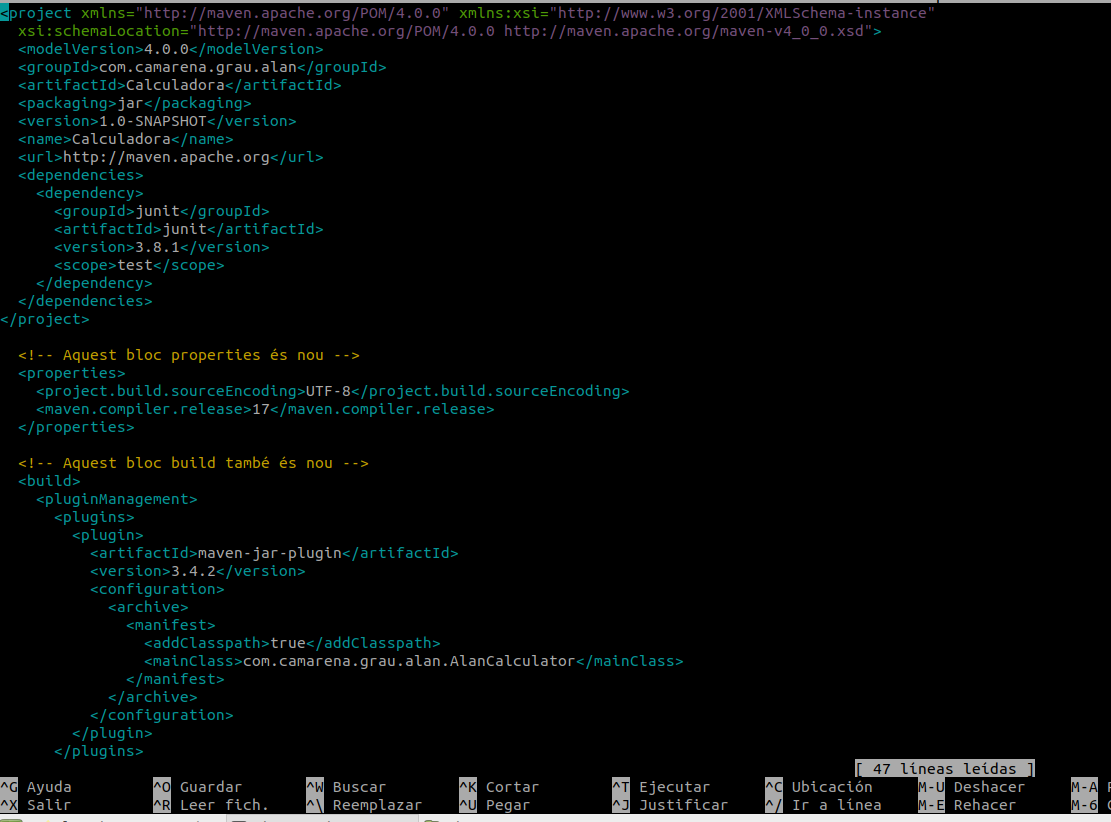 <project xmlns="http://maven.apache.org/POM/4.0.0" xmlns:xsi="http://www.w3.org/2001/XMLSchema-instance"
  xsi:schemaLocation="http://maven.apache.org/POM/4.0.0 http://maven.apache.org/maven-v4_0_0.xsd">
  <modelVersion>4.0.0</modelVersion>
  <groupId>com.camarena.grau.alan</groupId>
  <artifactId>Calculadora</artifactId>
  <packaging>jar</packaging>
  <version>1.0-SNAPSHOT</version>
  <name>Calculadora</name>
  <url>http://maven.apache.org</url>
  <dependencies>
    <dependency>
      <groupId>junit</groupId>
      <artifactId>junit</artifactId>
      <version>3.8.1</version>
      <scope>test</scope>
    </dependency>
  </dependencies>
</project>

  <!-- Aquest bloc properties és nou -->
  <properties>
    <project.build.sourceEncoding>UTF-8</project.build.sourceEncoding>
    <maven.compiler.release>17</maven.compiler.release>
  </properties>

  <!-- Aquest bloc build també és nou -->
  <build>
    <pluginManagement>
      <plugins>
        <plugin>
          <artifactId>maven-jar-plugin</artifactId>
          <version>3.4.2</version>
          <configuration>
            <archive>
              <manifest>
                <addClasspath>true</addClasspath>
                <mainClass>com.camarena.grau.alan.AlanCalculator</mainClass>
              </manifest>
            </archive>
          </configuration>
        </plugin>
      </plugins>
[ 47 líneas leídas ]
^G Ayuda ^O Guardar ^W Buscar ^K Cortar ^T Ejecutar ^C Ubicación M-U Deshacer M-A
^X Salir ^R Leer fich. ^\ Reemplazar ^U Pegar ^J Justificar ^/ Ir a línea M-E Rehacer M-6